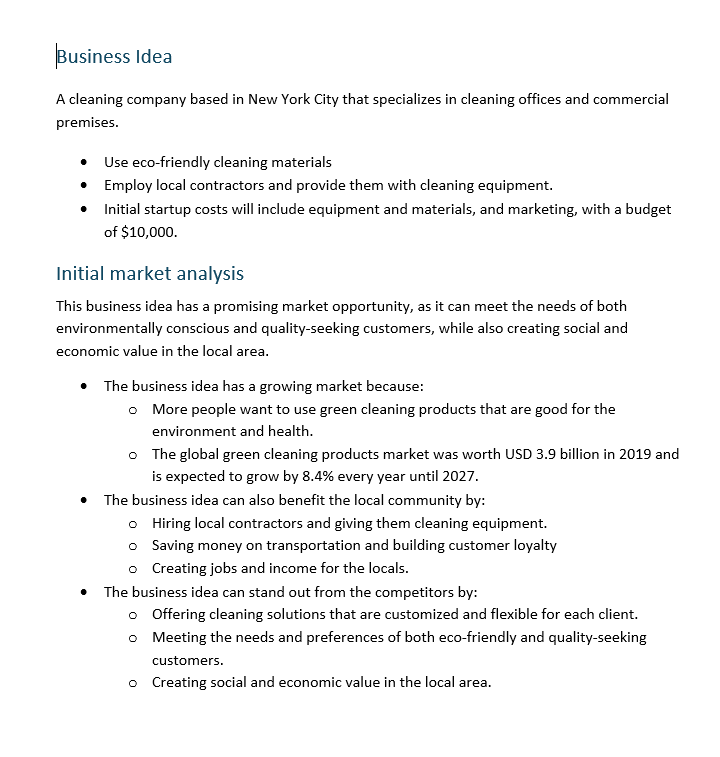 Business Idea
A cleaning company based in New York City that specializes in cleaning offices and commercial
premises.
• Use eco-friendly cleaning materials
• Employ local contractors and provide them with cleaning equipment.
• Initial startup costs will include equipment and materials, and marketing, with a budget
of $10,000.
Initial market analysis
This business idea has a promising market opportunity, as it can meet the needs of both
environmentally conscious and quality-seeking customers, while also creating social and
economic value in the local area.
• The business idea has a growing market because:
o More people want to use green cleaning products that are good for the
environment and health.
o The global green cleaning products market was worth USD 3.9 billion in 2019 and
is expected to grow by 8.4% every year until 2027.
• The business idea can also benefit the local community by:
o Hiring local contractors and giving them cleaning equipment.
o Saving money on transportation and building customer loyalty
o Creating jobs and income for the locals.
• The business idea can stand out from the competitors by:
o Offering cleaning solutions that are customized and flexible for each client.
o Meeting the needs and preferences of both eco-friendly and quality-seeking
customers.
o Creating social and economic value in the local area.